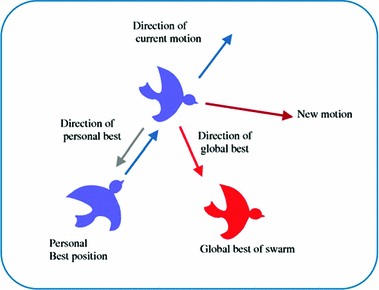 Direction of
current motion
Direction of
personal best
New motion
Direction of
global best
Personal
Best position
Global best of swarm